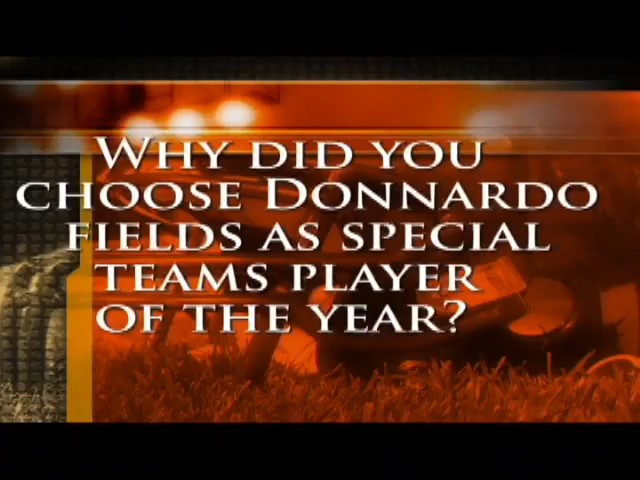 Why did you
choose Donnardo
fields as special
teams player
of the year?